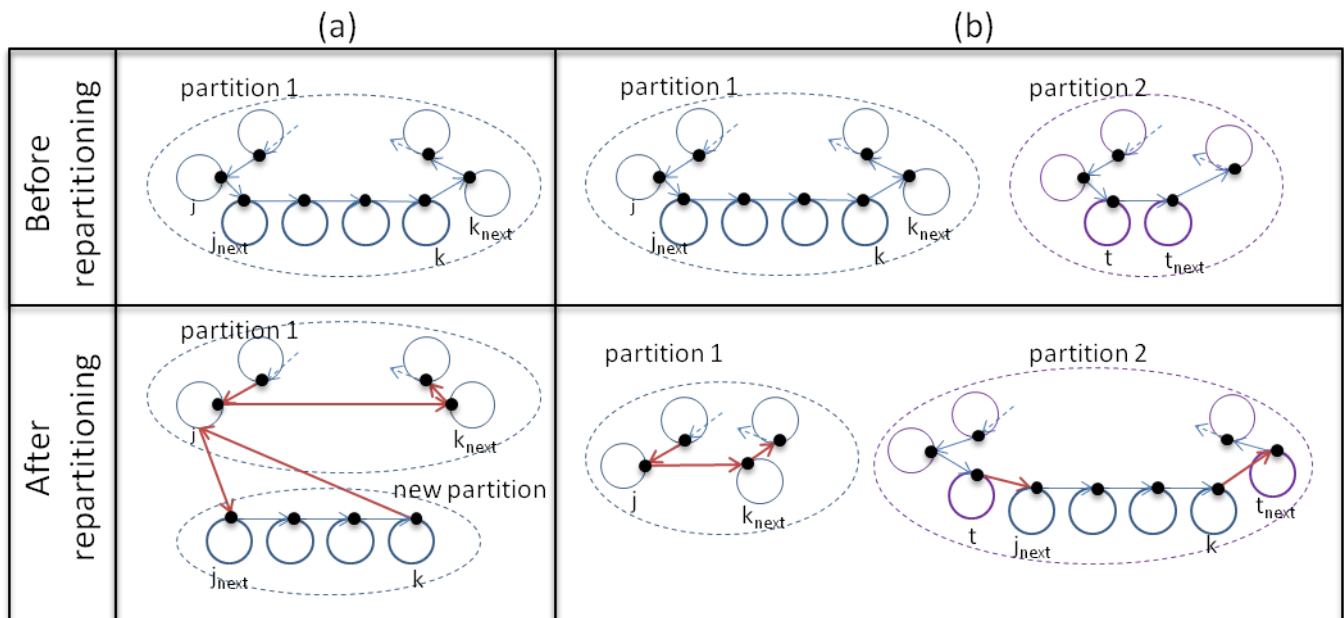 (a)
(b)
Before
repartitioning
partition 1
j
j_next
k
k_next
partition 1
j
j_next
k
k_next
partition 2
t
t_next
After
repartitioning
partition 1
j
k_next
new partition
j_next
k
partition 1
j
k_next
partition 2
t
j_next
k
t_next